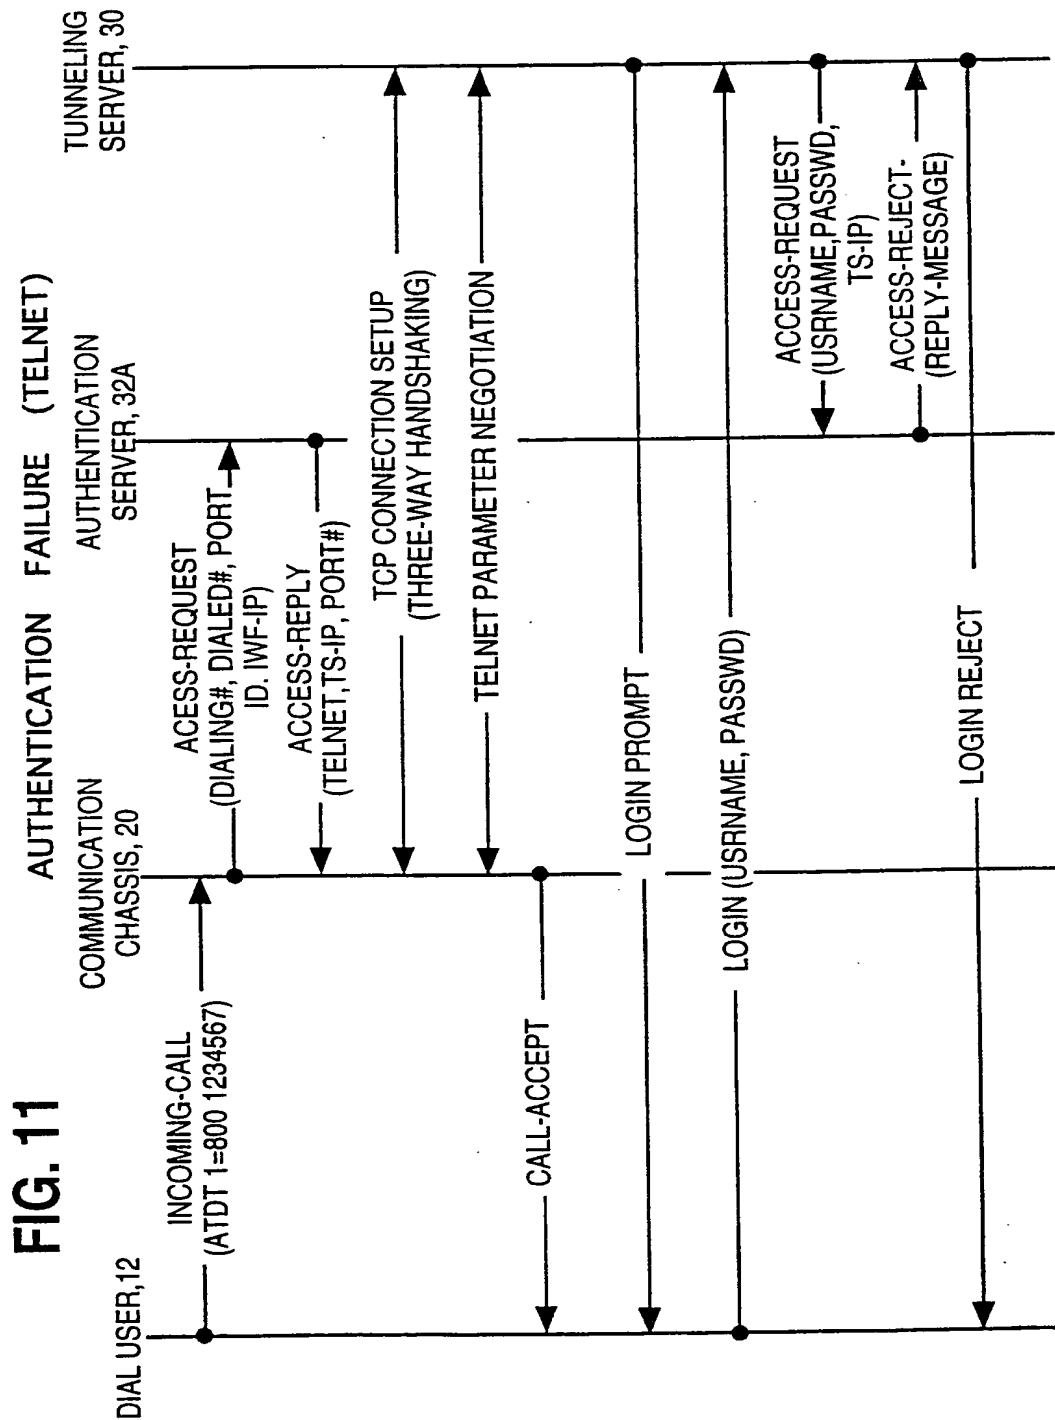 FIG. 11
AUTHENTICATION FAILURE (TELNET)
DIAL USER,12
COMMUNICATION
CHASSIS, 20
AUTHENTICATION
SERVER, 32A
TUNELING
SERVER, 30
INCOMING-CALL
(ATDT 1=800 1234567)
ACESS-REQUEST
(DIALING#, DIALED#, PORT
ID. IWF-IP)
ACCESS-REPLY
(TELNET,TS-IP, PORT#)
TCP CONNECTION SETUP
(THREE-WAY HANDSHAKING)
TELNET PARAMETER NEGOTIATION
CALL-ACCEPT
LOGIN PROMPT
LOGIN (USRNAME, PASSWD)
ACCESS-REQUEST
(USRNAME,PASSWD,
TS-IP)
ACCESS-REJECT-
(REPLY-MESSAGE)
LOGIN REJECT